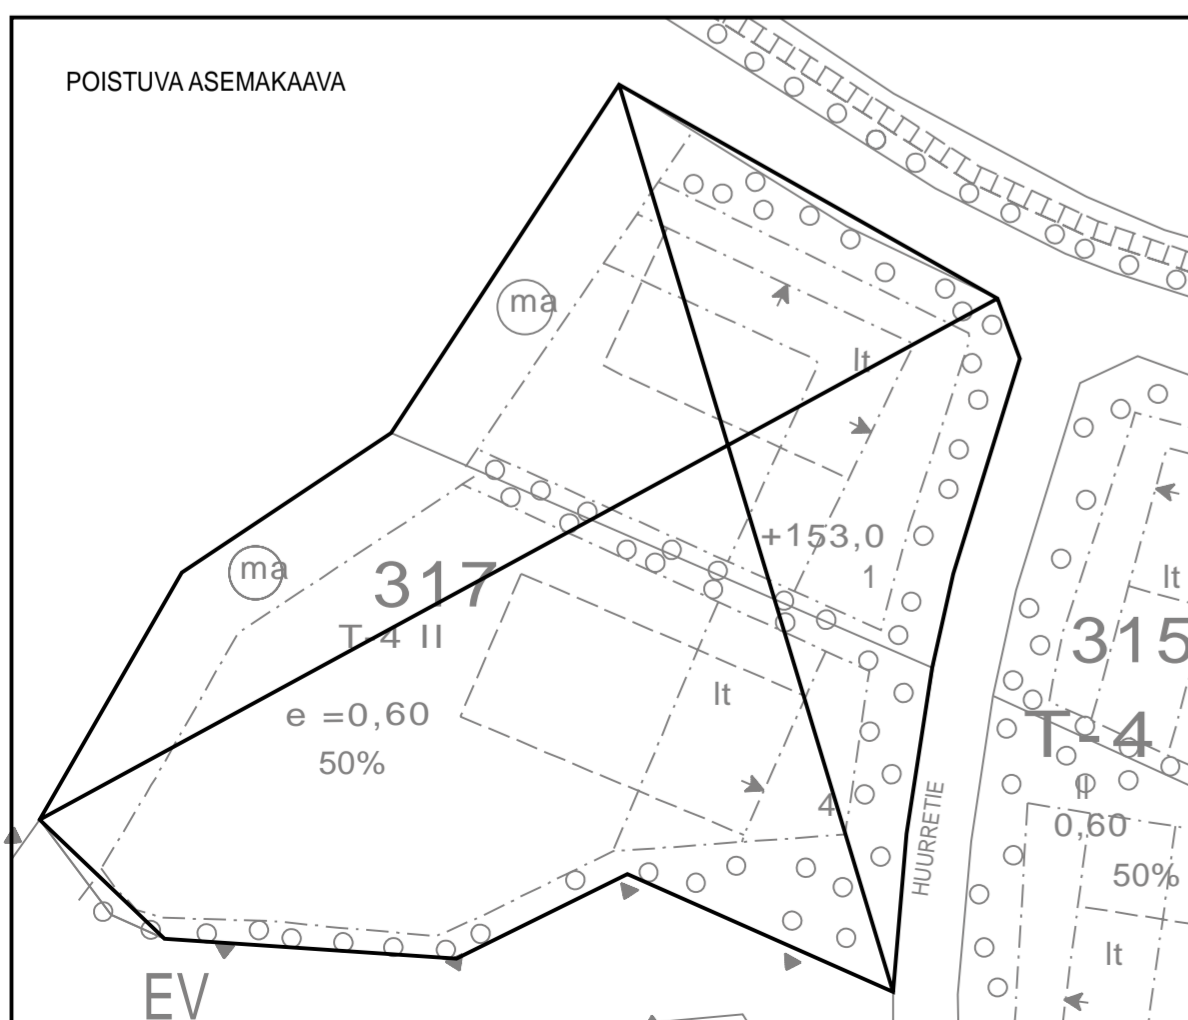 POISTUVA ASEMAKAAVA
ma
lt
+153,0
1
ma
317
T-4 II
lt
315
lt
e =0,60
50%
T-4
II
0,60
50%
4
HUURRETIE
lt
EV